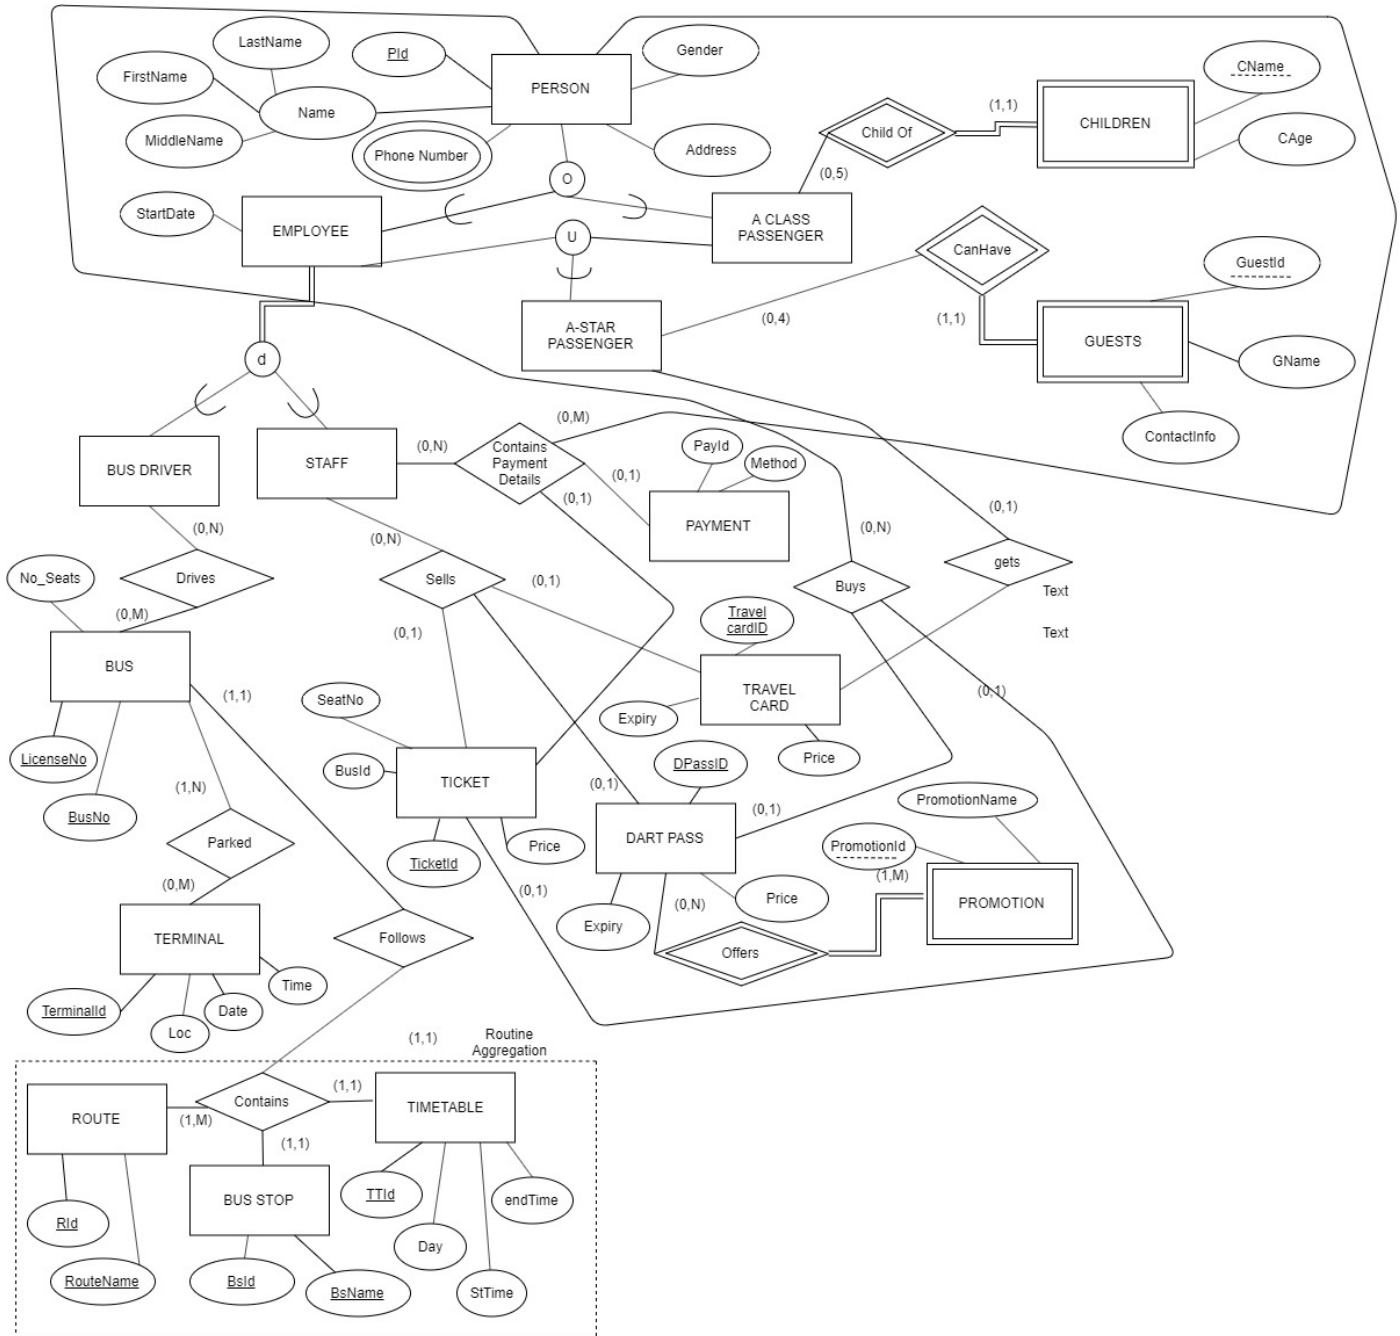 LastName
PId
Gender
FirstName
PERSON
CName
Name
(1,1)
CHILDREN
Child Of
MiddleName
Phone Number
Address
CAge
(0,5)
O
StartDate
EMPLOYEE
A CLASS
PASSENGER
U
CanHave
GuestId
(0,4)
(1,1)
A-STAR
PASSENGER
GUESTS
d
GName
(0,M)
ContactInfo
BUS DRIVER
STAFF
(0,N)
Contains
Payment
Details
PayId
Method
(0,1)
(0,1)
(0,1)
PAYMENT
(0,N)
(0,N)
(0,N)
No_Seats
Drives
Sells
(0,1)
Buys
gets
Text
(0,M)
Travel
cardID
(0,1)
Text
BUS
(1,1)
TRAVEL
CARD
(0,1)
SeatNo
Expiry
LicenseNo
Price
BusId
TICKET
DPassID
(1,N)
(0,1)
(0,1)
PromotionName
BusNo
Parked
Price
DART PASS
PromotionId
TicketId
(1,M)
(0,M)
(0,1)
(0,N)
Price
PROMOTION
Expiry
TERMINAL
Follows
Offers
Time
TerminalId
Date
Loc
(1,1)
Routine
Aggregation
Contains
(1,1)
TIMETABLE
ROUTE
(1,M)
(1,1)
BUS STOP
TTId
endTime
RId
Day
RouteName
BsId
BsName
StTime